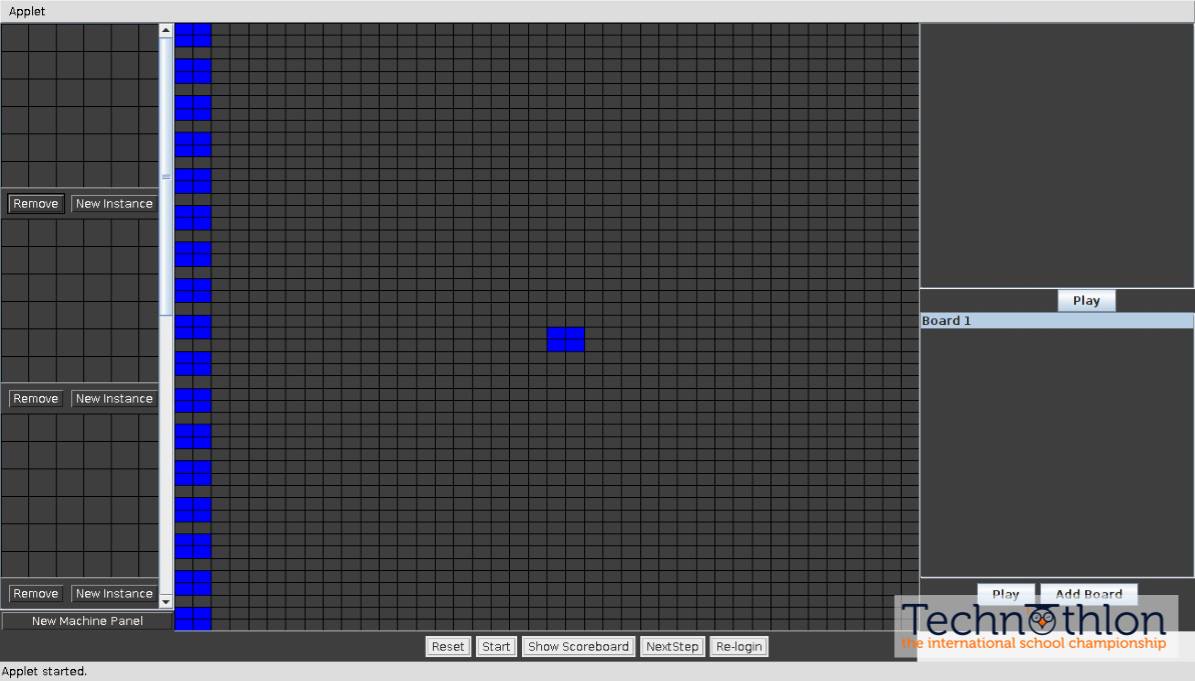 Applet
Remove New Instance
Remove New Instance
Remove New Instance
New Machine Panel
Play
Board 1
Play Add Board
Technothlon
the international school championship
Reset Start Show Scoreboard NextStep Re-login
Applet started.